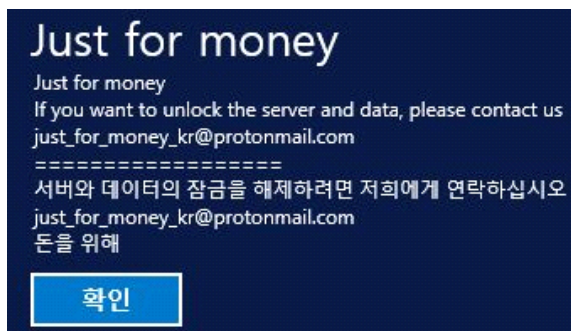 Just for money
Just for money
If you want to unlock the server and data, please contact us
just_for_money_kr@protonmail.com
==================
서버와 데이터의 잠금을 해제하려면 저희에게 연락하십시오
just_for_money_kr@protonmail.com
돈을 위해
확인